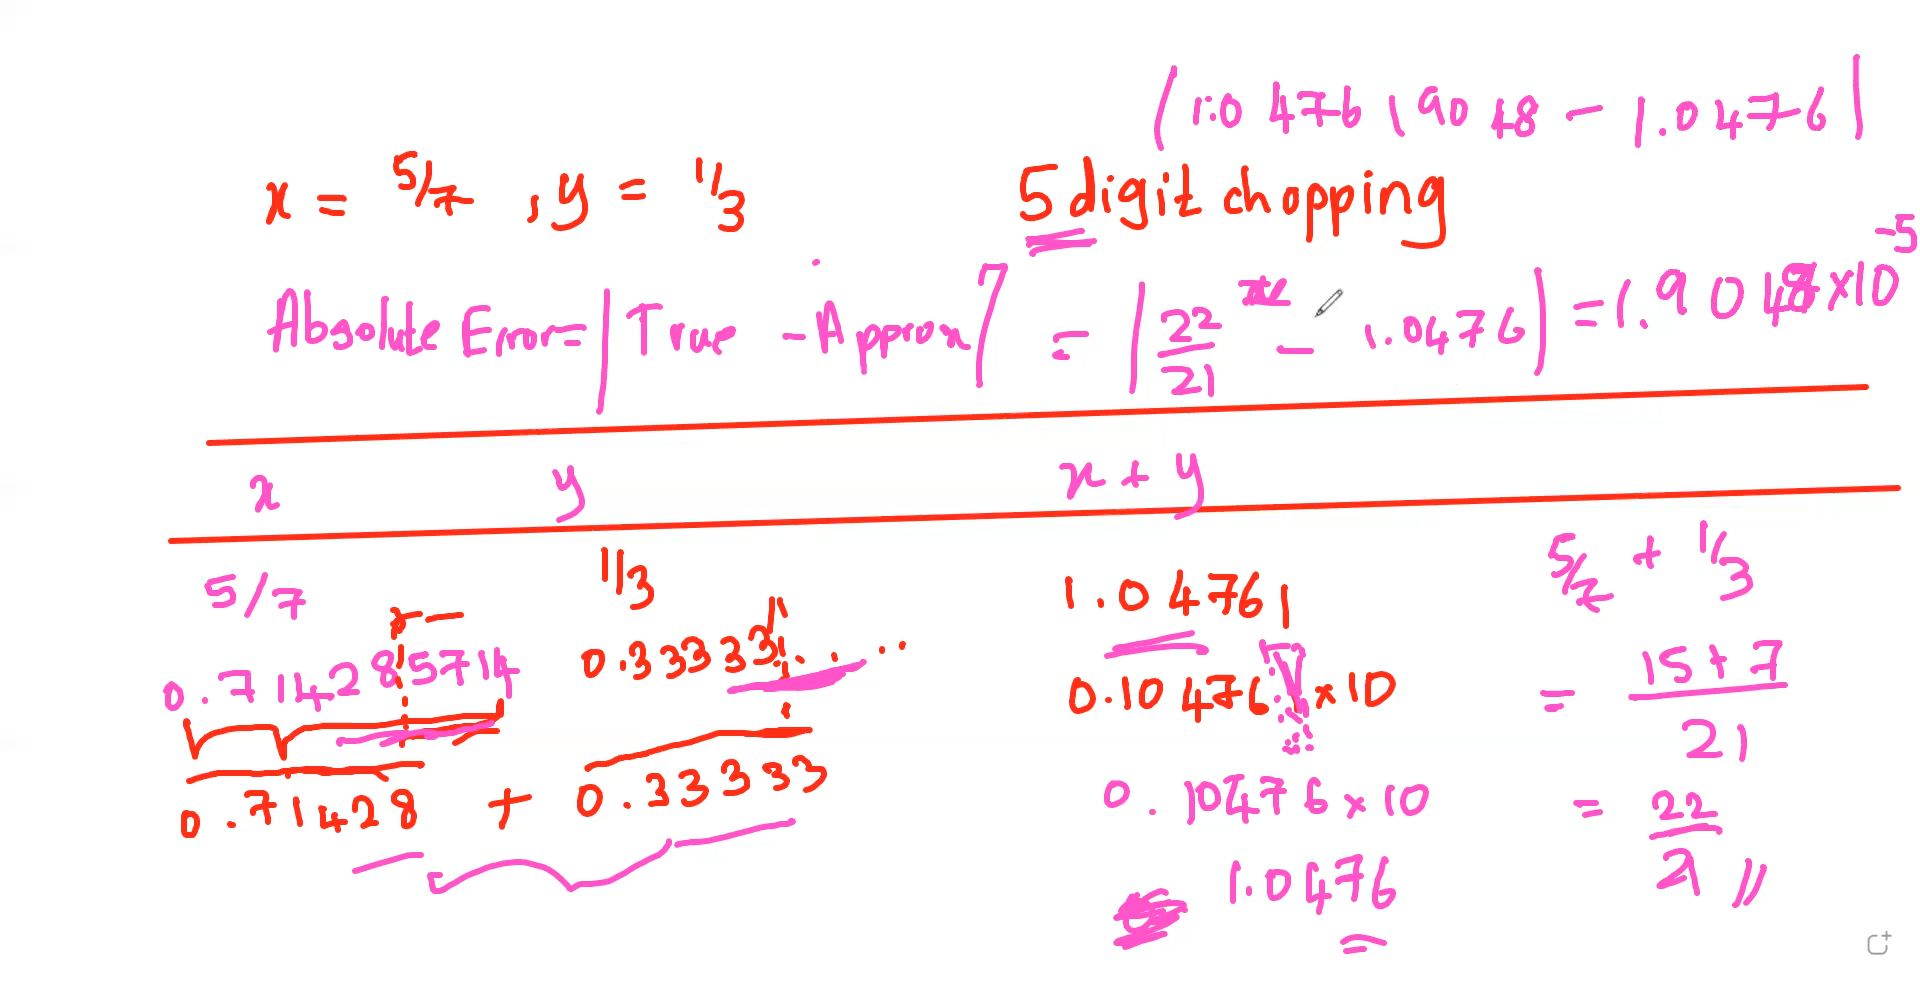 |1.047619048 - 1.0476|
x = 5/7 , y = 1/3
5 digit chopping
Absolute Error = |True - Approx| = |22/21 - 1.0476| = 1.9048 × 10^-5
x y x + y
5/7 1/3 1.04761 5/7 + 1/3
0.714285714 0.33333.... 0.10476 × 10 = 15+7/21
0.71428 + 0.33333 0.10476 × 10 = 22/21 //
1.0476